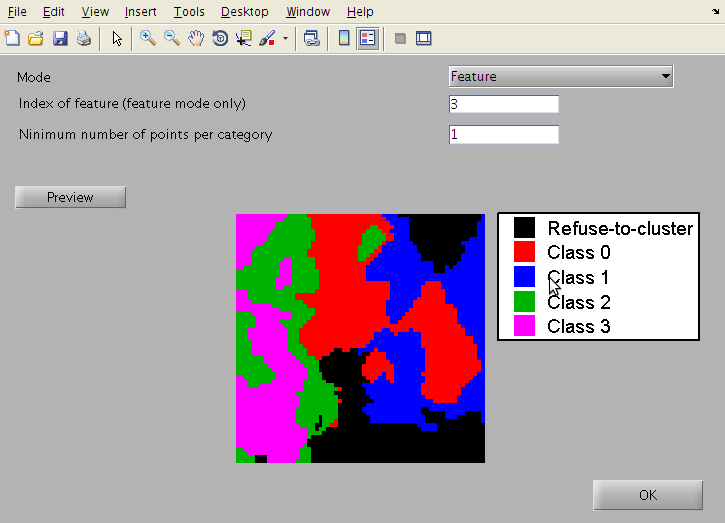 File Edit View Insert Tools Desktop Window Help
Mode
Feature
Index of feature (feature mode only)
3
Ninimum number of points per category
1
Preview
Refuse-to-cluster
Class 0
Class 1
Class 2
Class 3
OK